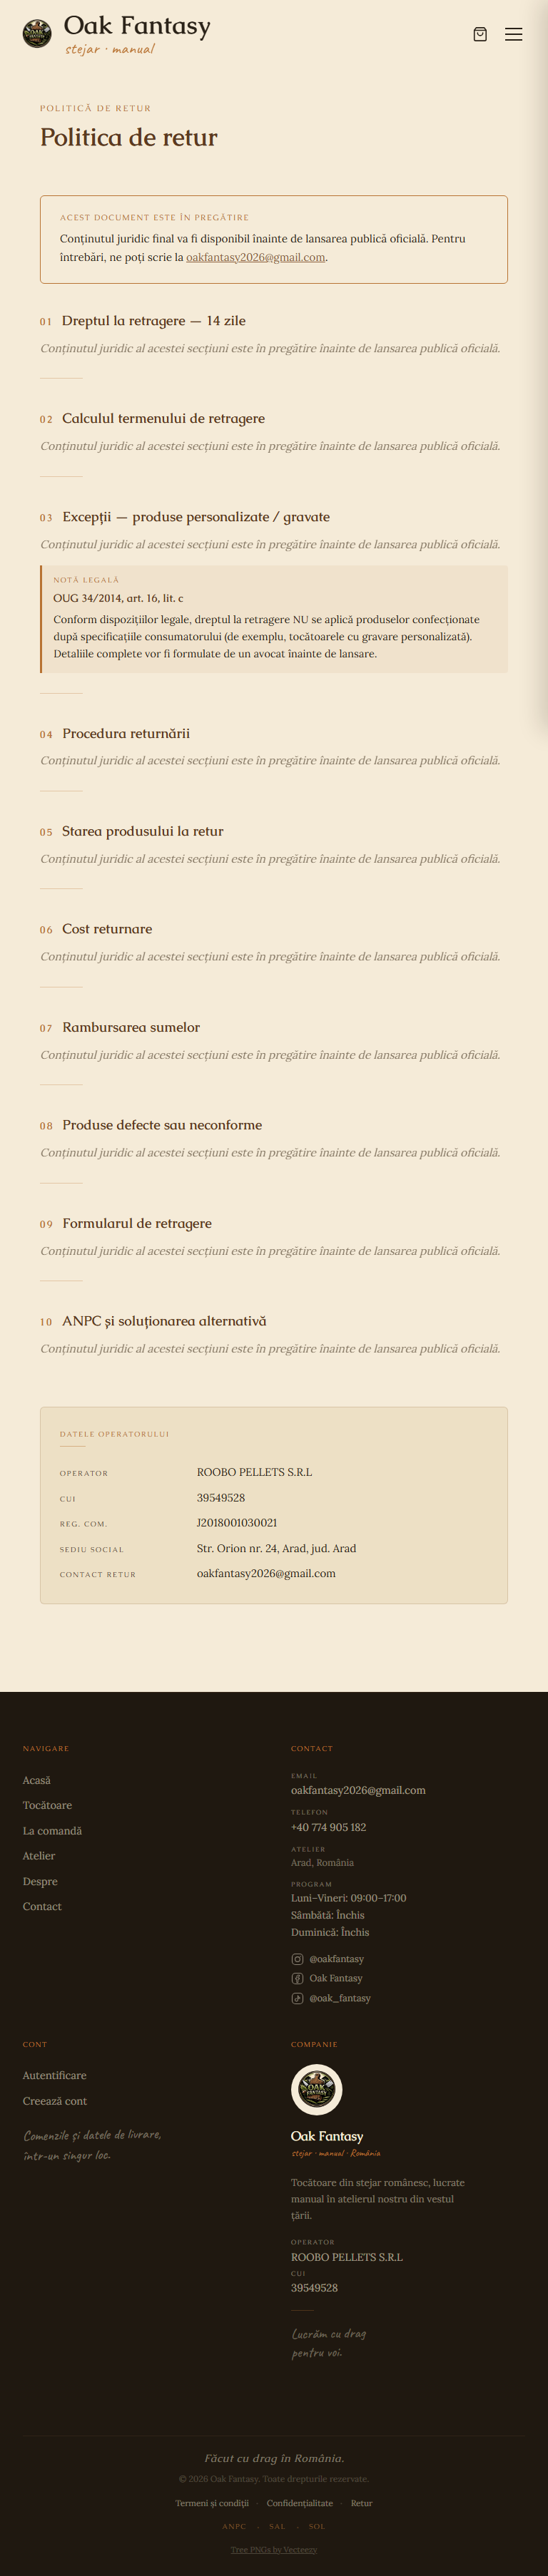 Oak Fantasy
stejar · manual
POLITICĂ DE RETUR
Politica de retur
ACEST DOCUMENT ESTE ÎN PREGĂTIRE
Conținutul juridic final va fi disponibil înainte de lansarea publică oficială. Pentru
întrebări, ne poți scrie la oakfantasy2026@gmail.com.
01 Dreptul la retragere — 14 zile
Conținutul juridic al acestei secțiuni este în pregătire înainte de lansarea publică oficială.
02 Calculul termenului de retragere
Conținutul juridic al acestei secțiuni este în pregătire înainte de lansarea publică oficială.
03 Excepții — produse personalizate / gravate
Conținutul juridic al acestei secțiuni este în pregătire înainte de lansarea publică oficială.
NOTĂ LEGALĂ
OUG 34/2014, art. 16, lit. c
Conform dispozițiilor legale, dreptul la retragere NU se aplică produselor confecționate
după specificațiile consumatorului (de exemplu, tocătoarele cu gravare personalizată).
Detaliile complete vor fi formulate de un avocat înainte de lansare.
04 Procedura returnării
Conținutul juridic al acestei secțiuni este în pregătire înainte de lansarea publică oficială.
05 Starea produsului la retur
Conținutul juridic al acestei secțiuni este în pregătire înainte de lansarea publică oficială.
06 Cost returnare
Conținutul juridic al acestei secțiuni este în pregătire înainte de lansarea publică oficială.
07 Rambursarea sumelor
Conținutul juridic al acestei secțiuni este în pregătire înainte de lansarea publică oficială.
08 Produse defecte sau neconforme
Conținutul juridic al acestei secțiuni este în pregătire înainte de lansarea publică oficială.
09 Formularul de retragere
Conținutul juridic al acestei secțiuni este în pregătire înainte de lansarea publică oficială.
10 ANPC și soluționarea alternativă
Conținutul juridic al acestei secțiuni este în pregătire înainte de lansarea publică oficială.
DATELE OPERATORULUI
OPERATOR ROOBO PELLETS S.R.L
CUI 39549528
REG. COM. J2018001030021
SEDIU SOCIAL Str. Orion nr. 24, Arad, jud. Arad
CONTACT RETUR oakfantasy2026@gmail.com
NAVIGARE
Acasă
Tocătoare
La comandă
Atelier
Despre
Contact
CONTACT
EMAIL
oakfantasy2026@gmail.com
TELEFON
+40 774 905 182
ATELIER
Arad, România
PROGRAM
Luni–Vineri: 09:00–17:00
Sâmbătă: Închis
Duminică: Închis
@oakfantasy
Oak Fantasy
@oak_fantasy
CONT
Autentificare
Creează cont
Comenzile și datele de livrare,
într-un singur loc.
COMPANIE
OAK
FANTASY
Oak Fantasy
stejar · manual · România
Tocătoare din stejar românesc, lucrate
manual în atelierul nostru din vestul
țării.
OPERATOR
ROOBO PELLETS S.R.L
CUI
39549528
Lucrăm cu drag
pentru voi.
Făcut cu drag în România.
© 2026 Oak Fantasy. Toate drepturile rezervate.
Termeni și condiții · Confidențialitate · Retur
ANPC · SAL · SOL
Tree PNGs by Vecteezy